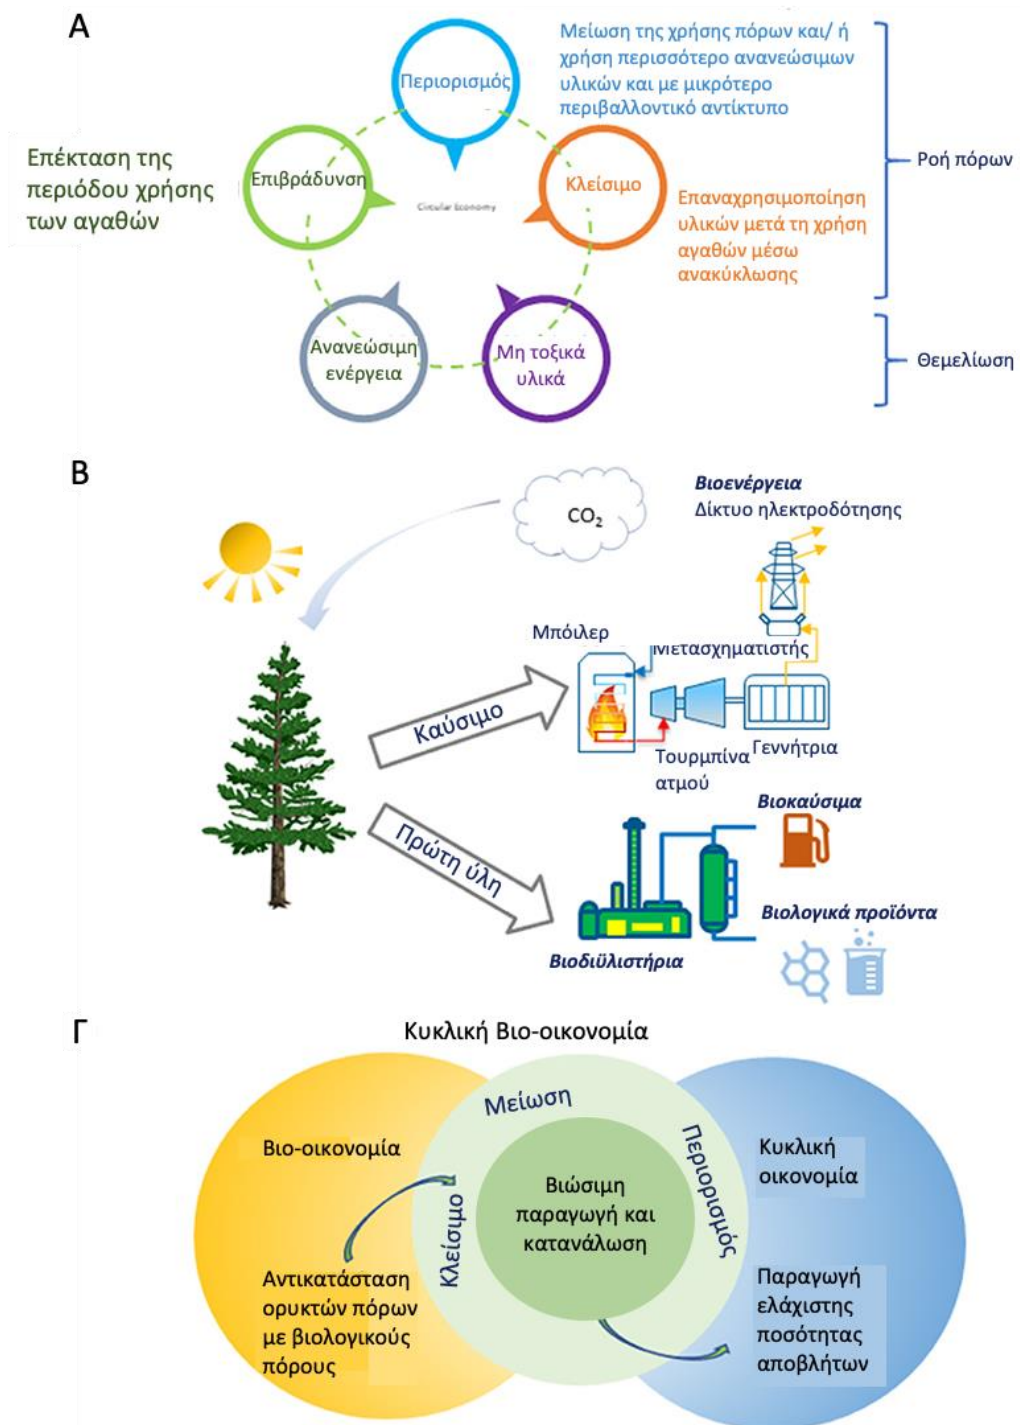 Α
Περιορισμός
Μείωση της χρήσης πόρων και/ ή
χρήση περισσότερο ανανεώσιμων
υλικών και με μικρότερο
περιβαλλοντικό αντίκτυπο
Επέκταση της
περιόδου χρήσης
των αγαθών
Επιβράδυνση
Circular Economy
Κλείσιμο
Επαναχρησιμοποίηση
υλικών μετά τη χρήση
αγαθών μέσω
ανακύκλωσης
Ροή πόρων
Ανανεώσιμη
ενέργεια
Μη τοξικά
υλικά
Θεμελίωση
Β
CO₂
Βιοενέργεια
Δίκτυο ηλεκτροδότησης
Μπόιλερ
Μετασχηματιστής
Καύσιμο
Τουρμπίνα
ατμού
Γεννήτρια
Πρώτη ύλη
Βιοκαύσιμα
Βιολογικά προϊόντα
Βιοδιϋλιστήρια
Γ
Κυκλική Βιο-οικονομία
Μείωση
Βιο-οικονομία
Κλείσιμο
Βιώσιμη
παραγωγή και
κατανάλωση
Περιορισμός
Κυκλική
οικονομία
Αντικατάσταση
ορυκτών πόρων
με βιολογικούς
πόρους
Παραγωγή
ελάχιστης
ποσότητας
αποβλήτων